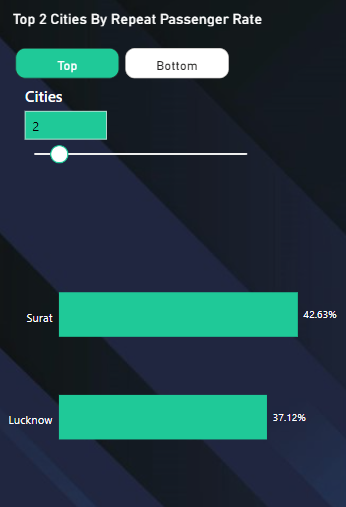 Top 2 Cities By Repeat Passenger Rate
Top Bottom
Cities
2
Surat 42.63%
Lucknow 37.12%